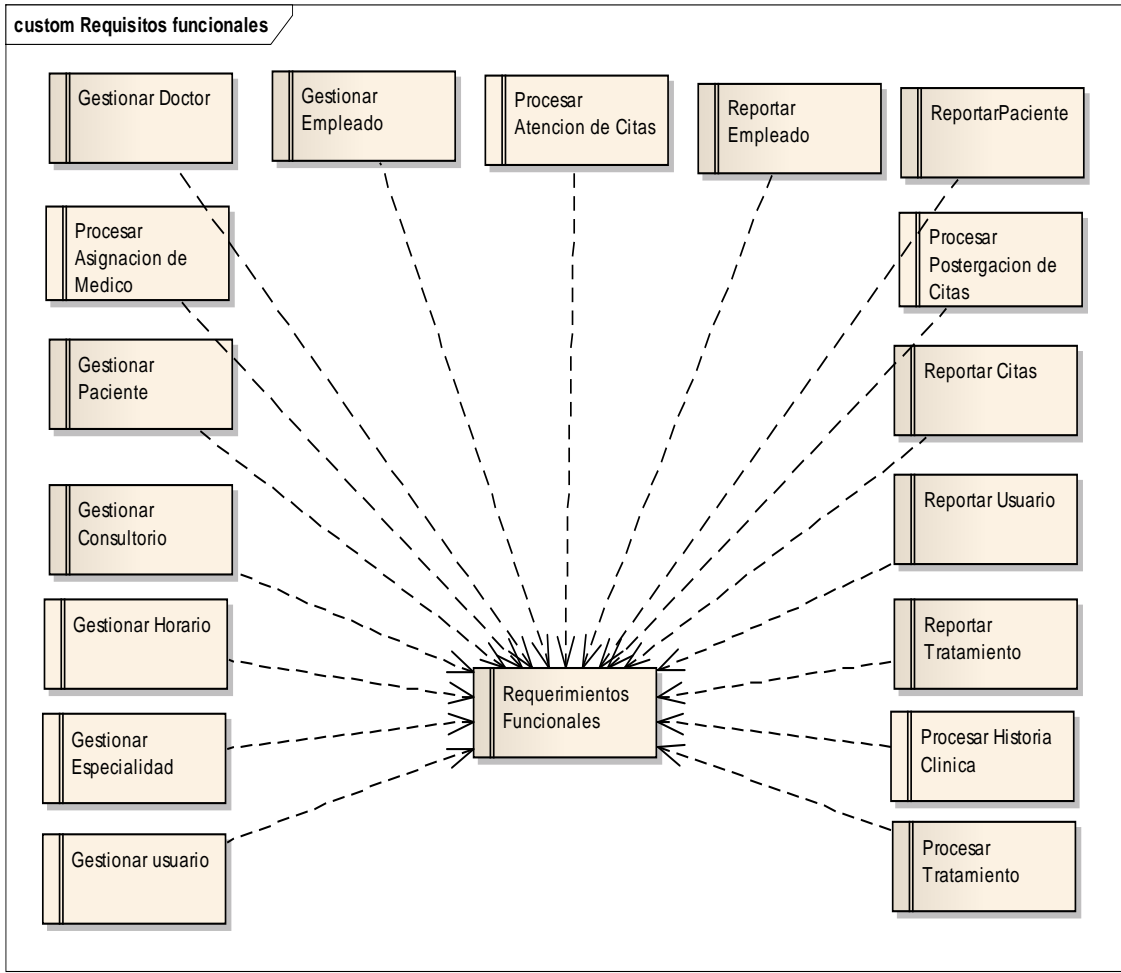 custom Requisitos funcionales
Gestionar Doctor
Gestionar
Empleado
Procesar
Atencion de Citas
Reportar
Empleado
ReportarPaciente
Procesar
Asignacion de
Medico
Procesar
Postergacion de
Citas
Gestionar
Paciente
Reportar Citas
Gestionar
Consultorio
Reportar Usuario
Gestionar Horario
Reportar
Tratamiento
Requerimientos
Funcionales
Gestionar
Especialidad
Procesar Historia
Clinica
Gestionar usuario
Procesar
Tratamiento